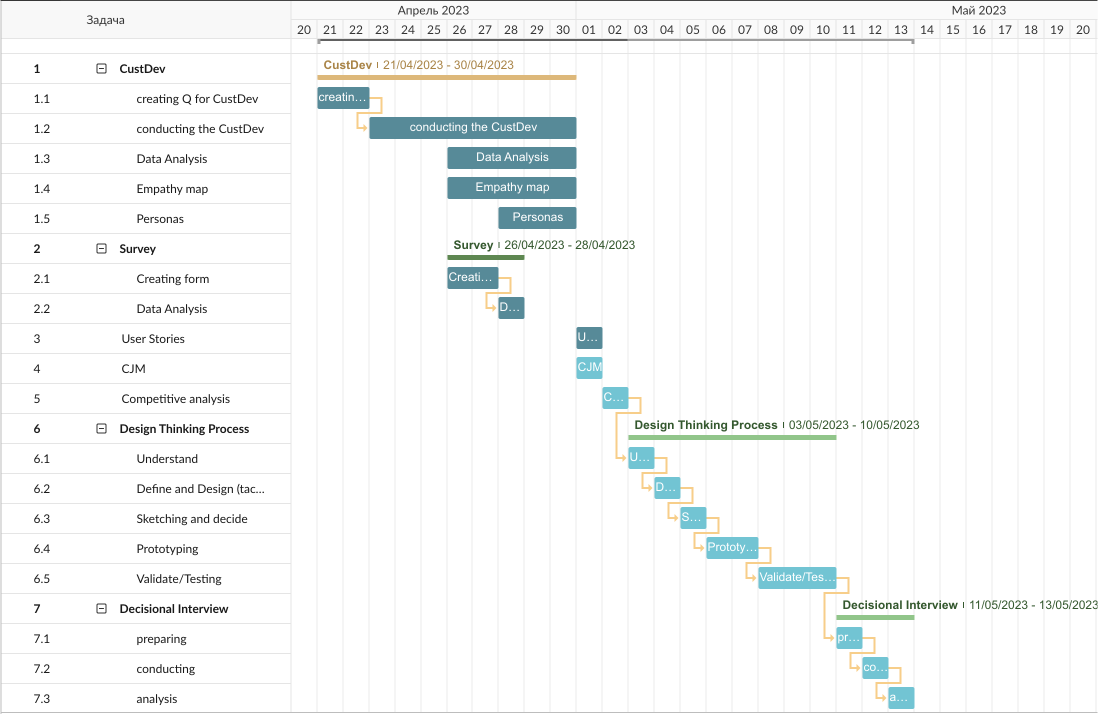 Задача
Апрель 2023
Май 2023
20 21 22 23 24 25 26 27 28 29 30 01 02 03 04 05 06 07 08 09 10 11 12 13 14 15 16 17 18 19 20
1 CustDev
CustDev 21/04/2023 - 30/04/2023
1.1 creating Q for CustDev
creatin...
1.2 conducting the CustDev
conducting the CustDev
1.3 Data Analysis
Data Analysis
1.4 Empathy map
Empathy map
1.5 Personas
Personas
2 Survey
Survey 26/04/2023 - 28/04/2023
2.1 Creating form
Creati...
2.2 Data Analysis
D...
3 User Stories
U...
4 CJM
CJM
5 Competitive analysis
C...
6 Design Thinking Process
Design Thinking Process 03/05/2023 - 10/05/2023
6.1 Understand
U...
6.2 Define and Design (tac...
D...
6.3 Sketching and decide
S...
6.4 Prototyping
Prototy...
6.5 Validate/Testing
Validate/Tes...
7 Decisional Interview
Decisional Interview 11/05/2023 - 13/05/2023
7.1 preparing
pr...
7.2 conducting
co...
7.3 analysis
a...